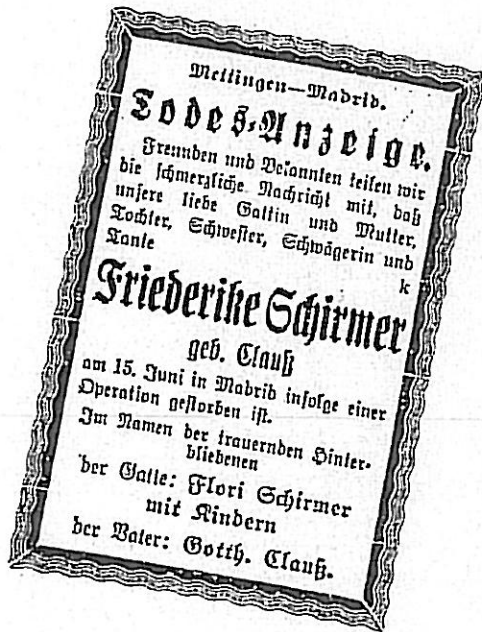 Mettingen—Madrid.
Todes-Anzeige.
Freunden und Bekannten teilen wir
die schmerzliche Nachricht mit, daß
unsere liebe Gattin und Mutter,
Tochter, Schwester, Schwägerin und
Tante
k
Friederike Schirmer
geb. Clauß
am 15. Juni in Madrid infolge einer
Operation gestorben ist.
Im Namen der trauernden Hinter-
bliebenen
der Gatte: Flori Schirmer
mit Kindern
der Vater: Gotth. Clauß.